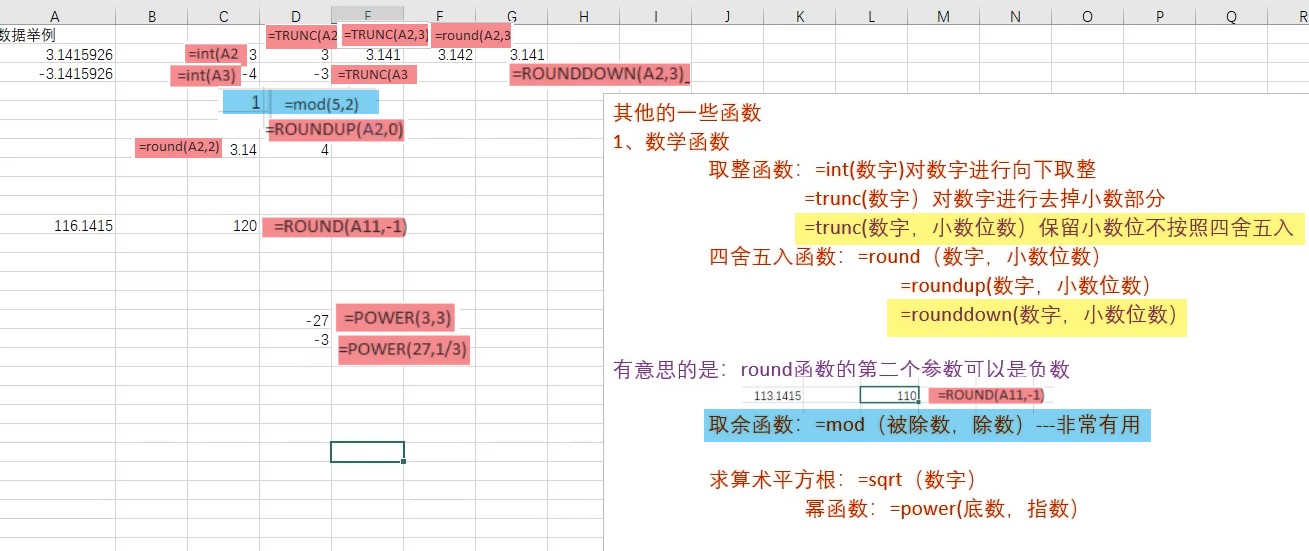 A B C D E F G H I J K L M N O P Q R
数据举例 =TRUNC(A2 =TRUNC(A2,3) =round(A2,3
3.1415926 =int(A2 3 3 3.141 3.142 3.141
-3.1415926 =int(A3) -4 -3 =TRUNC(A3 =ROUNDDOWN(A2,3)
1 =mod(5,2)
=ROUNDUP(A2,0)
=round(A2,2) 3.14 4
116.1415 120 =ROUND(A11,-1)
-27 =POWER(3,3)
-3 =POWER(27,1/3)
其他的一些函数
1、数学函数
取整函数：=int(数字)对数字进行向下取整
=trunc(数字）对数字进行去掉小数部分
=trunc(数字，小数位数）保留小数位不按照四舍五入
四舍五入函数：=round（数字，小数位数）
=roundup(数字，小数位数）
=rounddown(数字，小数位数）
有意思的是：round函数的第二个参数可以是负数
113.1415 110 =ROUND(A11,-1)
取余函数：=mod（被除数，除数）---非常有用
求算术平方根：=sqrt（数字）
幂函数：=power(底数，指数）